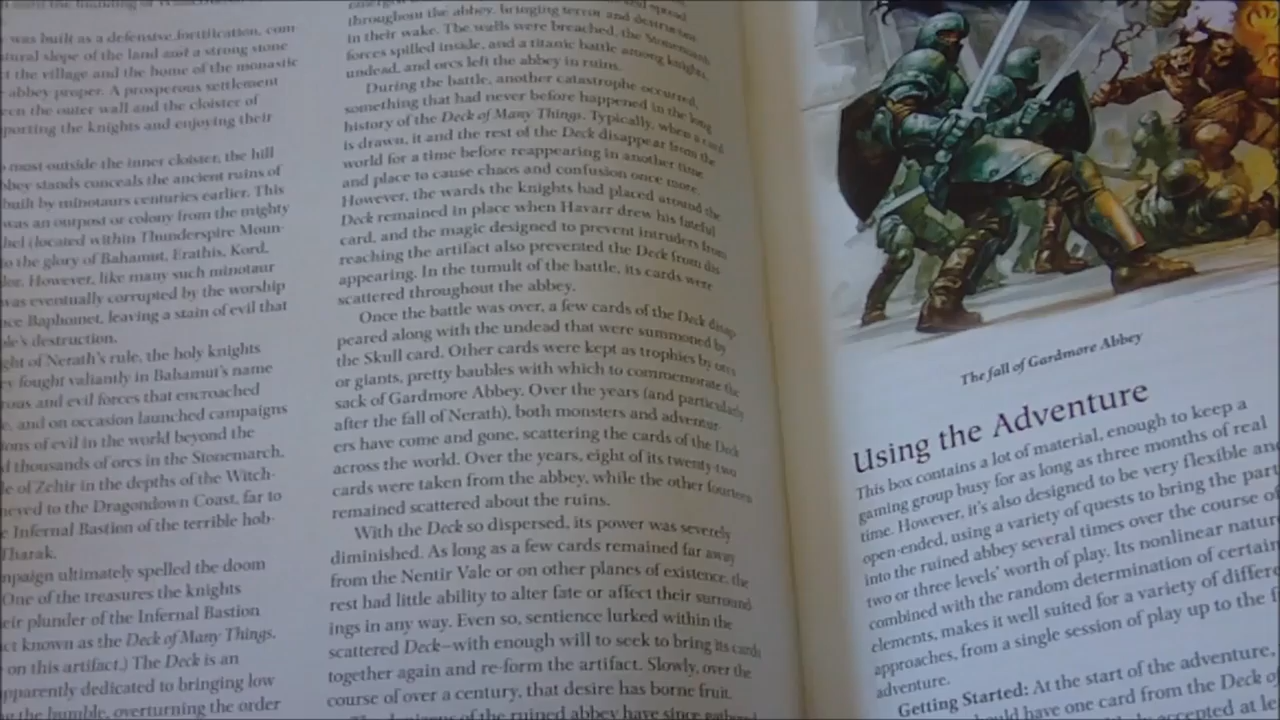 was built as a defensive fortification, com-
tural slope of the land and a strong stone
the village and the home of the monastic
abbey proper. A prosperous settlement
the outer wall and the cloister of
porting the knights and enjoying their
most outside the inner cloister, the hill
stands conceals the ancient ruins of
built by minotaurs centuries earlier. This
was an outpost or colony from the mighty
(located within Thunderspire Moun-
to the glory of Bahamut, Erathis, Kord,
However, like many such minotaur
was eventually corrupted by the worship
Baphomet, leaving a stain of evil that
destruction.
of Nerath's rule, the holy knights
fought valiantly in Bahamut's name
and evil forces that encroached
and on occasion launched campaigns
of evil in the world beyond the
thousands of orcs in the Stonemarch,
of Zehir in the depths of the Witch-
to the Dragondown Coast, far to
Infernal Bastion of the terrible hob-
Tharak.
ultimately spelled the doom
One of the treasures the knights
plunder of the Infernal Bastion
known as the Deck of Many Things.
on this artifact.) The Deck is an
apparently dedicated to bringing low
the humble, overturning the order
throughout the abbey, bringing terror and destruction
in their wake. The walls were breached, the Stonemarch
forces spilled inside, and a titanic battle among knights,
undead, and orcs left the abbey in ruins.
During the battle, another catastrophe occurred,
something that had never before happened in the long
history of the Deck of Many Things. Typically, when a card
is drawn, it and the rest of the Deck disappear from the
world for a time before reappearing in another time
and place to cause chaos and confusion once more.
However, the wards the knights had placed around the
Deck remained in place when Havarr drew his fateful
card, and the magic designed to prevent intruders from
reaching the artifact also prevented the Deck from dis
appearing. In the tumult of the battle, its cards were
scattered throughout the abbey.
Once the battle was over, a few cards of the Deck disap
peared along with the undead that were summoned by
the Skull card. Other cards were kept as trophies by orcs
or giants, pretty baubles with which to commemorate the
sack of Gardmore Abbey. Over the years (and particularly
after the fall of Nerath), both monsters and adventur-
ers have come and gone, scattering the cards of the Deck
across the world. Over the years, eight of its twenty-two
cards were taken from the abbey, while the other fourteen
remained scattered about the ruins.
With the Deck so dispersed, its power was severely
diminished. As long as a few cards remained far away
from the Nentir Vale or on other planes of existence, the
rest had little ability to alter fate or affect their surround
ings in any way. Even so, sentience lurked within the
scattered Deck—with enough will to seek to bring its cards
together again and re-form the artifact. Slowly, over the
course of over a century, that desire has borne fruit.
of the ruined abbey have since
The fall of Gardmore Abbey
Using the Adventure
This box contains a lot of material, enough to keep a
gaming group busy for as long as three months of real
time. However, it's also designed to be very flexible and
open-ended, using a variety of quests to bring the
into the ruined abbey several times over the course of
two or three levels' worth of play. Its nonlinear
combined with the random determination of certain
elements, makes it well suited for a variety of
approaches, from a single session of play up to the
adventure.
Getting Started: At the start of the adventure,
have one card from the Deck of